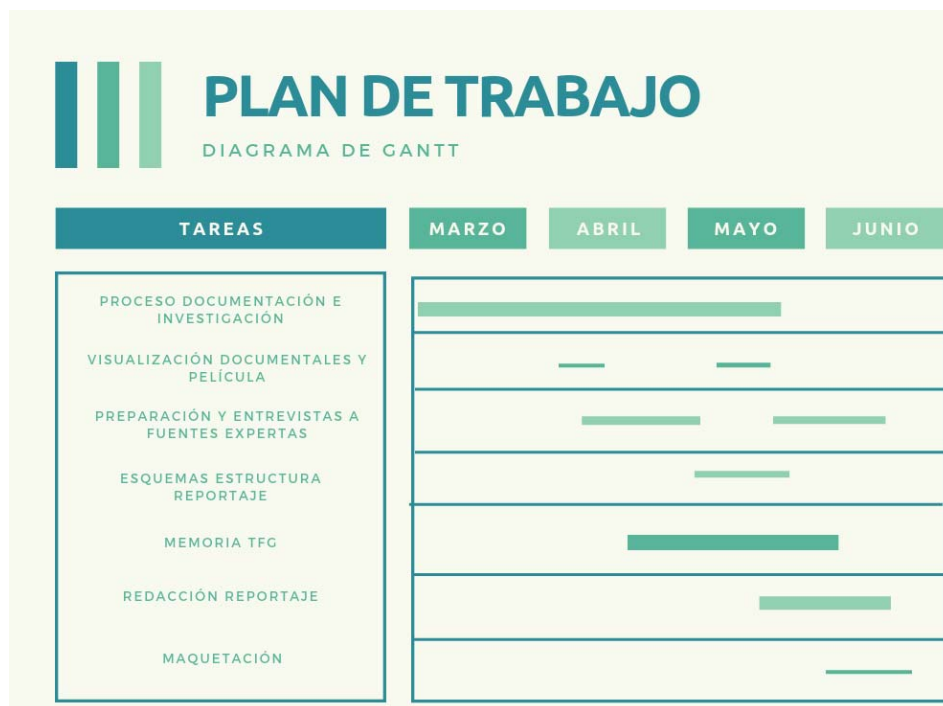 PLAN DE TRABAJO
DIAGRAMA DE GANTT
TAREAS
MARZO
ABRIL
MAYO
JUNIO
PROCESO DOCUMENTACIÓN E
INVESTIGACIÓN
VISUALIZACIÓN DOCUMENTALES Y
PELÍCULA
PREPARACIÓN Y ENTREVISTAS A
FUENTES EXPERTAS
ESQUEMAS ESTRUCTURA
REPORTAJE
MEMORIA TFG
REDACCIÓN REPORTAJE
MAQUETACIÓN